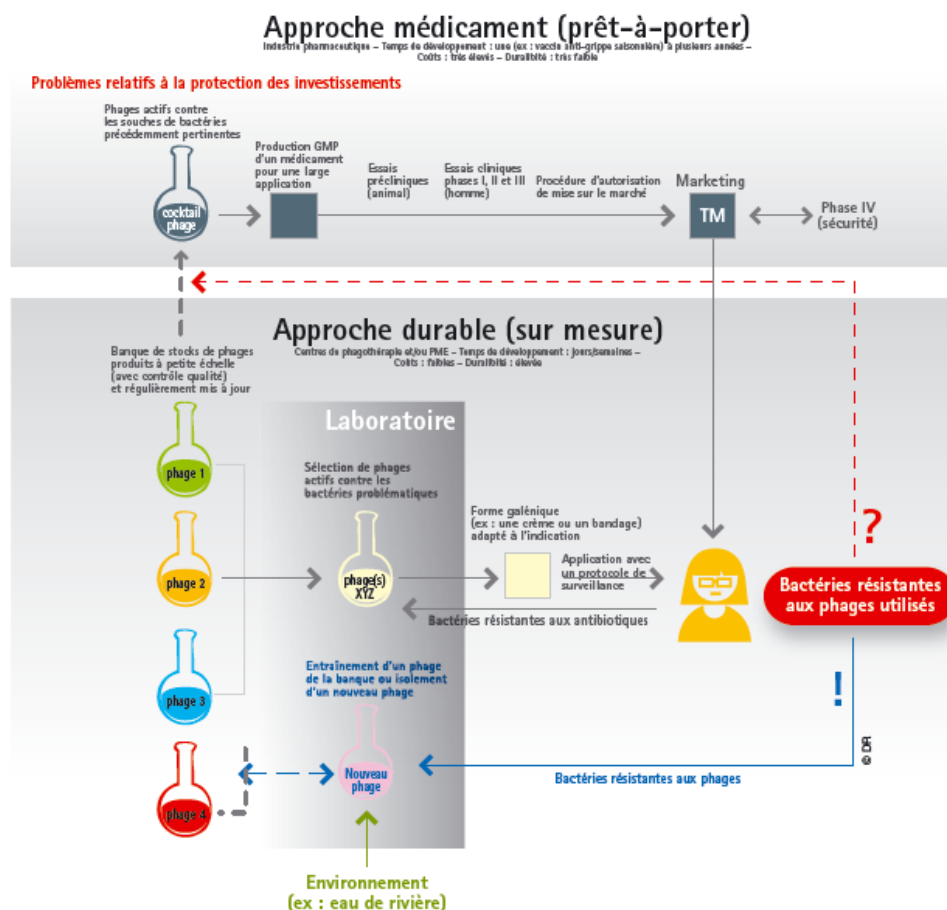 Approche médicament (prêt-à-porter)
Industrie pharmaceutique – Temps de développement : une (ex : vaccin anti-grippe saisonnière) à plusieurs années –
Coûts : très élevés – Durabilité : très faible
Problèmes relatifs à la protection des investissements
Phages actifs contre
les souches de bactéries
précédemment pertinentes
Production GMP
d'un médicament
pour une large
application
Essais
précliniques
(animal)
Essais cliniques
phases I, II et III
(homme)
Procédure d'autorisation
de mise sur le marché
Marketing
cocktail
phage
TM
Phase IV
(sécurité)
Approche durable (sur mesure)
Centres de phagothérapie et/ou PME – Temps de développement : jours/semaines –
Coûts : faibles – Durabilité : élevée
Banque de stocks de phages
produits à petite échelle
(avec contrôle qualité)
et régulièrement mis à jour
Laboratoire
phage 1
Sélection de phages
actifs contre les
bactéries problématiques
Forme galénique
(ex : une crème ou un bandage)
adapté à l'indication
?
phage 2
phage(s)
XYZ
Application avec
un protocole de
surveillance
Bactéries résistantes
aux phages utilisés
Bactéries résistantes aux antibiotiques
Entraînement d'un phage
de la banque ou isolement
d'un nouveau phage
phage 3
!
© DR
Nouveau
phage
Bactéries résistantes aux phages
phage 4
Environnement
(ex : eau de rivière)